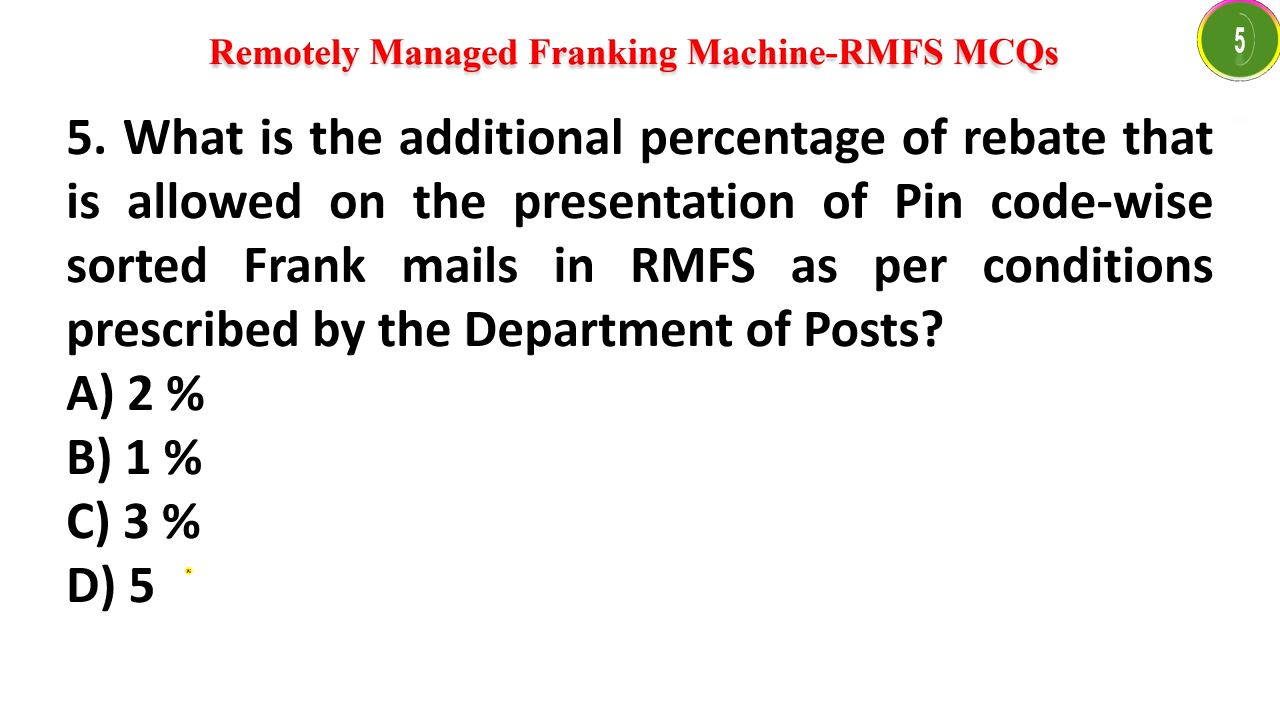 Remotely Managed Franking Machine-RMFS MCQs
5
5. What is the additional percentage of rebate that
is allowed on the presentation of Pin code-wise
sorted Frank mails in RMFS as per conditions
prescribed by the Department of Posts?
A) 2 %
B) 1 %
C) 3 %
D) 5